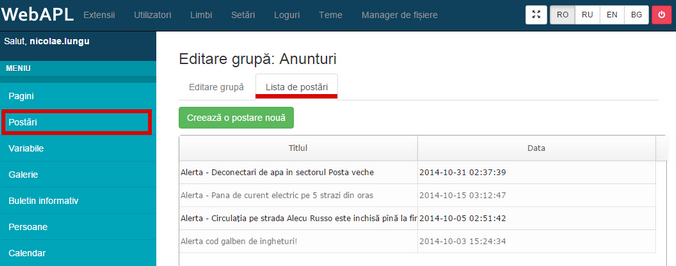 WebAPL Extensii Utilizatori Limbi Setări Loguri Teme Manager de fișiere RO RU EN BG
Salut, nicolae.lungu
MENIU
Pagini
Postări
Variabile
Galerie
Buletin informativ
Persoane
Calendar
Editare grupă: Anunturi
Editare grupă Lista de postări
Creează o postare nouă
Titlul Data
Alerta - Deconectari de apa in sectorul Posta veche 2014-10-31 02:37:39
Alerta - Pana de curent electric pe 5 strazi din oras 2014-10-15 03:12:47
Alerta - Circulația pe strada Alecu Russo este inchisă pină la fir 2014-10-05 02:51:42
Alerta cod galben de ingheturi! 2014-10-03 15:24:34